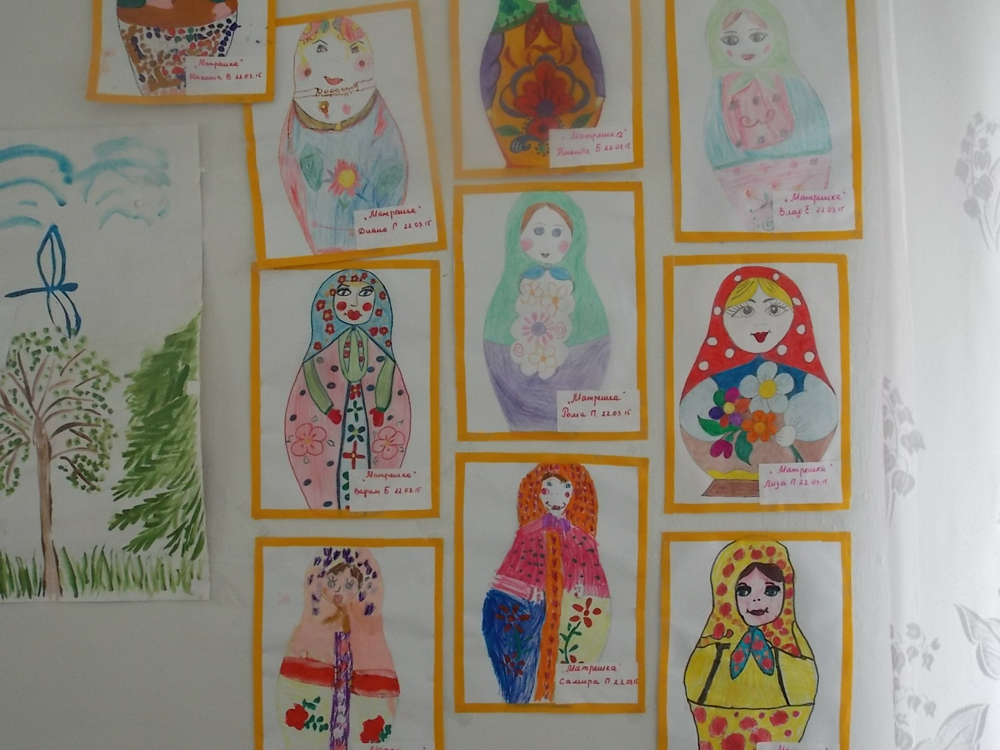 „Матрешка"
Никита В 22.03.15
„Матрешка"
Диана Г 22.03.15
„Матрешка"
Никита Б 22.03.15
„Матрешка"
Влад Е. 22.03.15
„Матрешка"
Вадим Б 22.03.15
„Матрешка"
Рома П. 22.03.15
„Матрешка"
Лиза П 22.03.15
„Матрешка"
Самира П 22.03.15